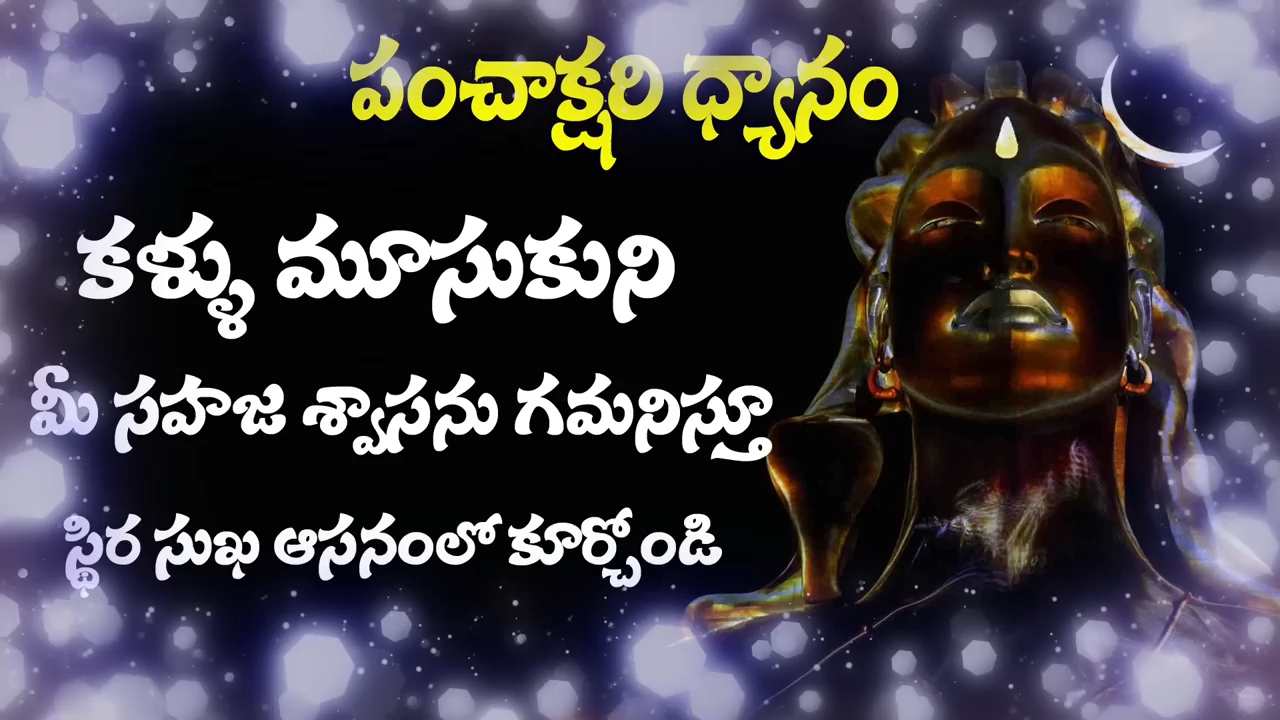 పంచాక్షరి ధ్యానం
కళ్ళు మూసుకుని
మీ సహజ శ్వాసను గమనిస్తూ
స్థిర సుఖ ఆసనంలో కూర్చోండి